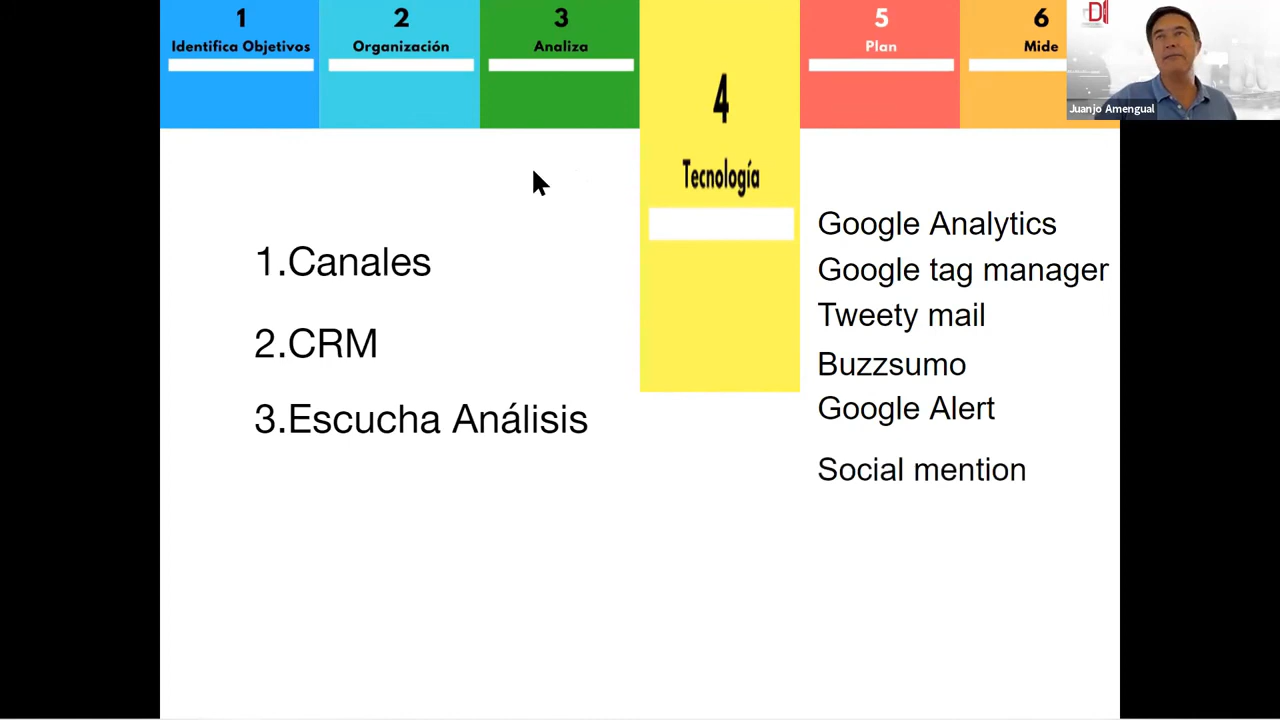 1
Identifica Objetivos
2
Organización
3
Analiza
4
Tecnología
5
Plan
6
Mide
D
Juanjo Amengual
1.Canales
2.CRM
3.Escucha Análisis
Google Analytics
Google tag manager
Tweety mail
Buzzsumo
Google Alert
Social mention